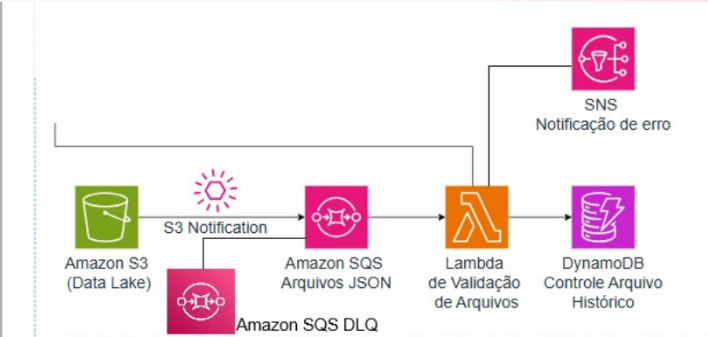 SNS
Notificação de erro
S3 Notification
Amazon S3
(Data Lake)
Amazon SQS
Arquivos JSON
Lambda
de Validação
de Arquivos
DynamoDB
Controle Arquivo
Histórico
Amazon SQS DLQ